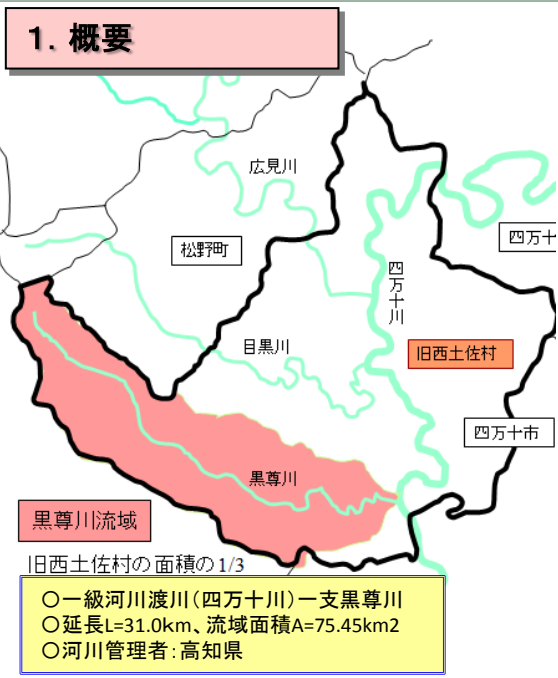 1. 概要
広見川
松野町
四万十
四万十川
目黒川
旧西土佐村
四万十市
黒尊川
黒尊川流域
旧西土佐村の面積の1/3
〇一級河川渡川(四万十川)一支黒尊川
〇延長L=31.0km、流域面積A=75.45km2
〇河川管理者:高知県